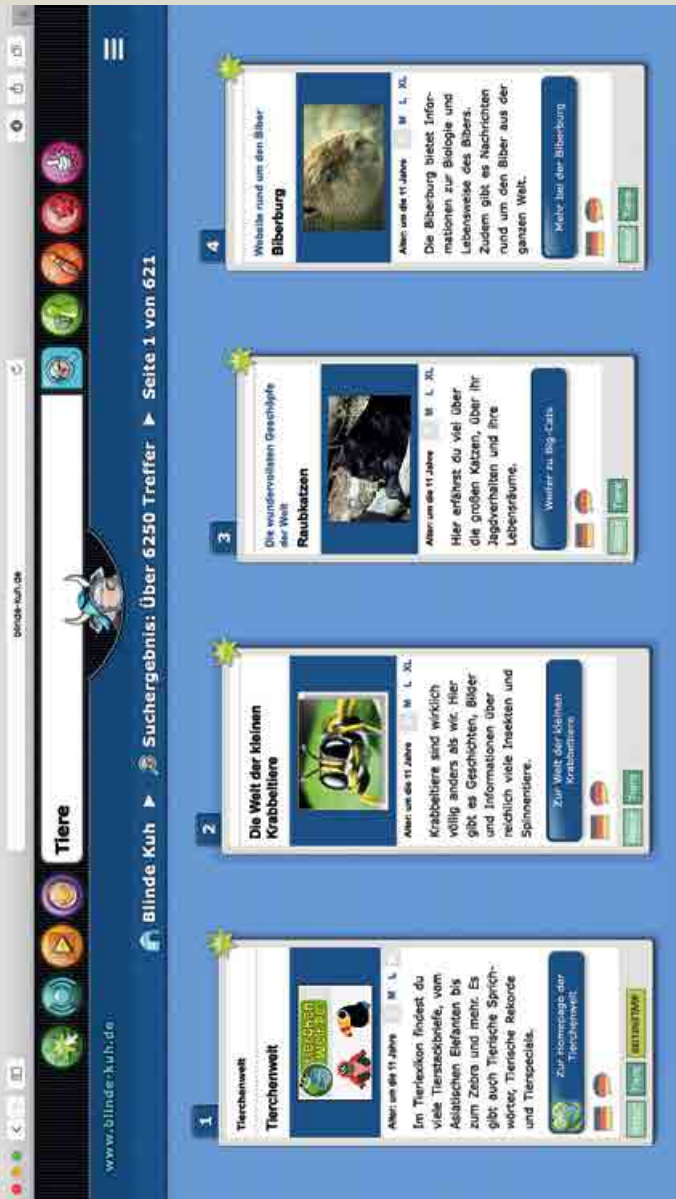 blinde-kuh.de
Tiere
www.blinde-kuh.de
Blinde Kuh ▶ Suchergebnis: Über 6250 Treffer ▶ Seite 1 von 621
1
Tierchenwelt
Tierchenwelt
Alter: um die 11 Jahre M L
Im Tierlexikon findest du
viele Tiersteckbriefe, vom
Asiatischen Elefanten bis
zum Zebra und mehr. Es
gibt auch Tierische Sprich-
wörter, Tierische Rekorde
und Tierspecials.
Zur Homepage der
Tierchenwelt
Tiere
2
Die Welt der kleinen
Krabbeltiere
Alter: um die 11 Jahre M L XL
Krabbeltiere sind wirklich
völlig anders als wir. Hier
gibt es Geschichten, Bilder
und Informationen über
reichlich viele Insekten und
Spinnentiere.
Zur Welt der kleinen
Krabbeltiere
Tiere
3
Die wundervollsten Geschöpfe
der Welt
Raubkatzen
Alter: um die 11 Jahre M L XL
Hier erfährst du viel über
die großen Katzen, über ihr
Jagdverhalten und ihre
Lebensräume.
Weiter zu Big-Cats
Tiere
4
Website rund um den Biber
Biberburg
Alter: um die 11 Jahre M L XL
Die Biberburg bietet Infor-
mationen zur Biologie und
Lebensweise des Bibers.
Zudem gibt es Nachrichten
rund um den Biber aus der
ganzen Welt.
Mehr bei der Biberburg
Tiere